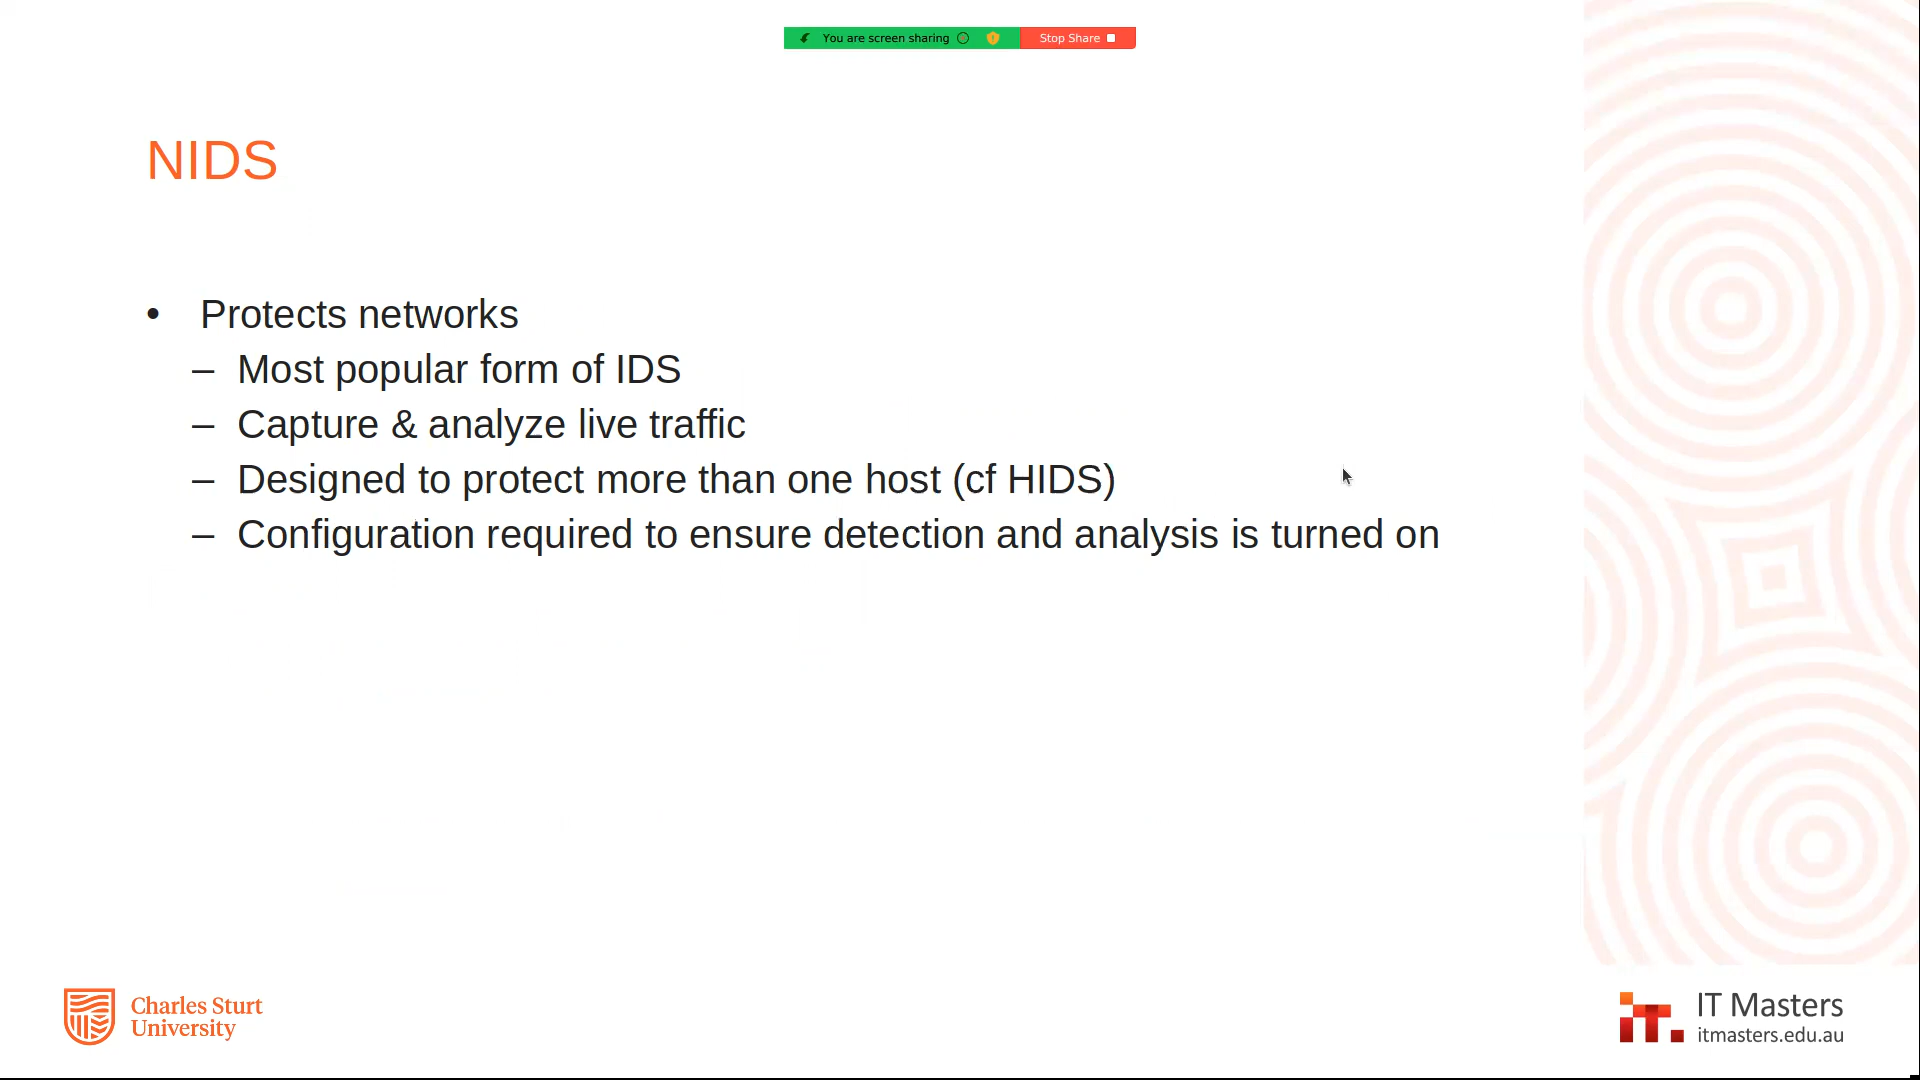 You are screen sharing
Stop Share
NIDS
• Protects networks
– Most popular form of IDS
– Capture & analyze live traffic
– Designed to protect more than one host (cf HIDS)
– Configuration required to ensure detection and analysis is turned on
Charles Sturt
University
it.
IT Masters
itmasters.edu.au